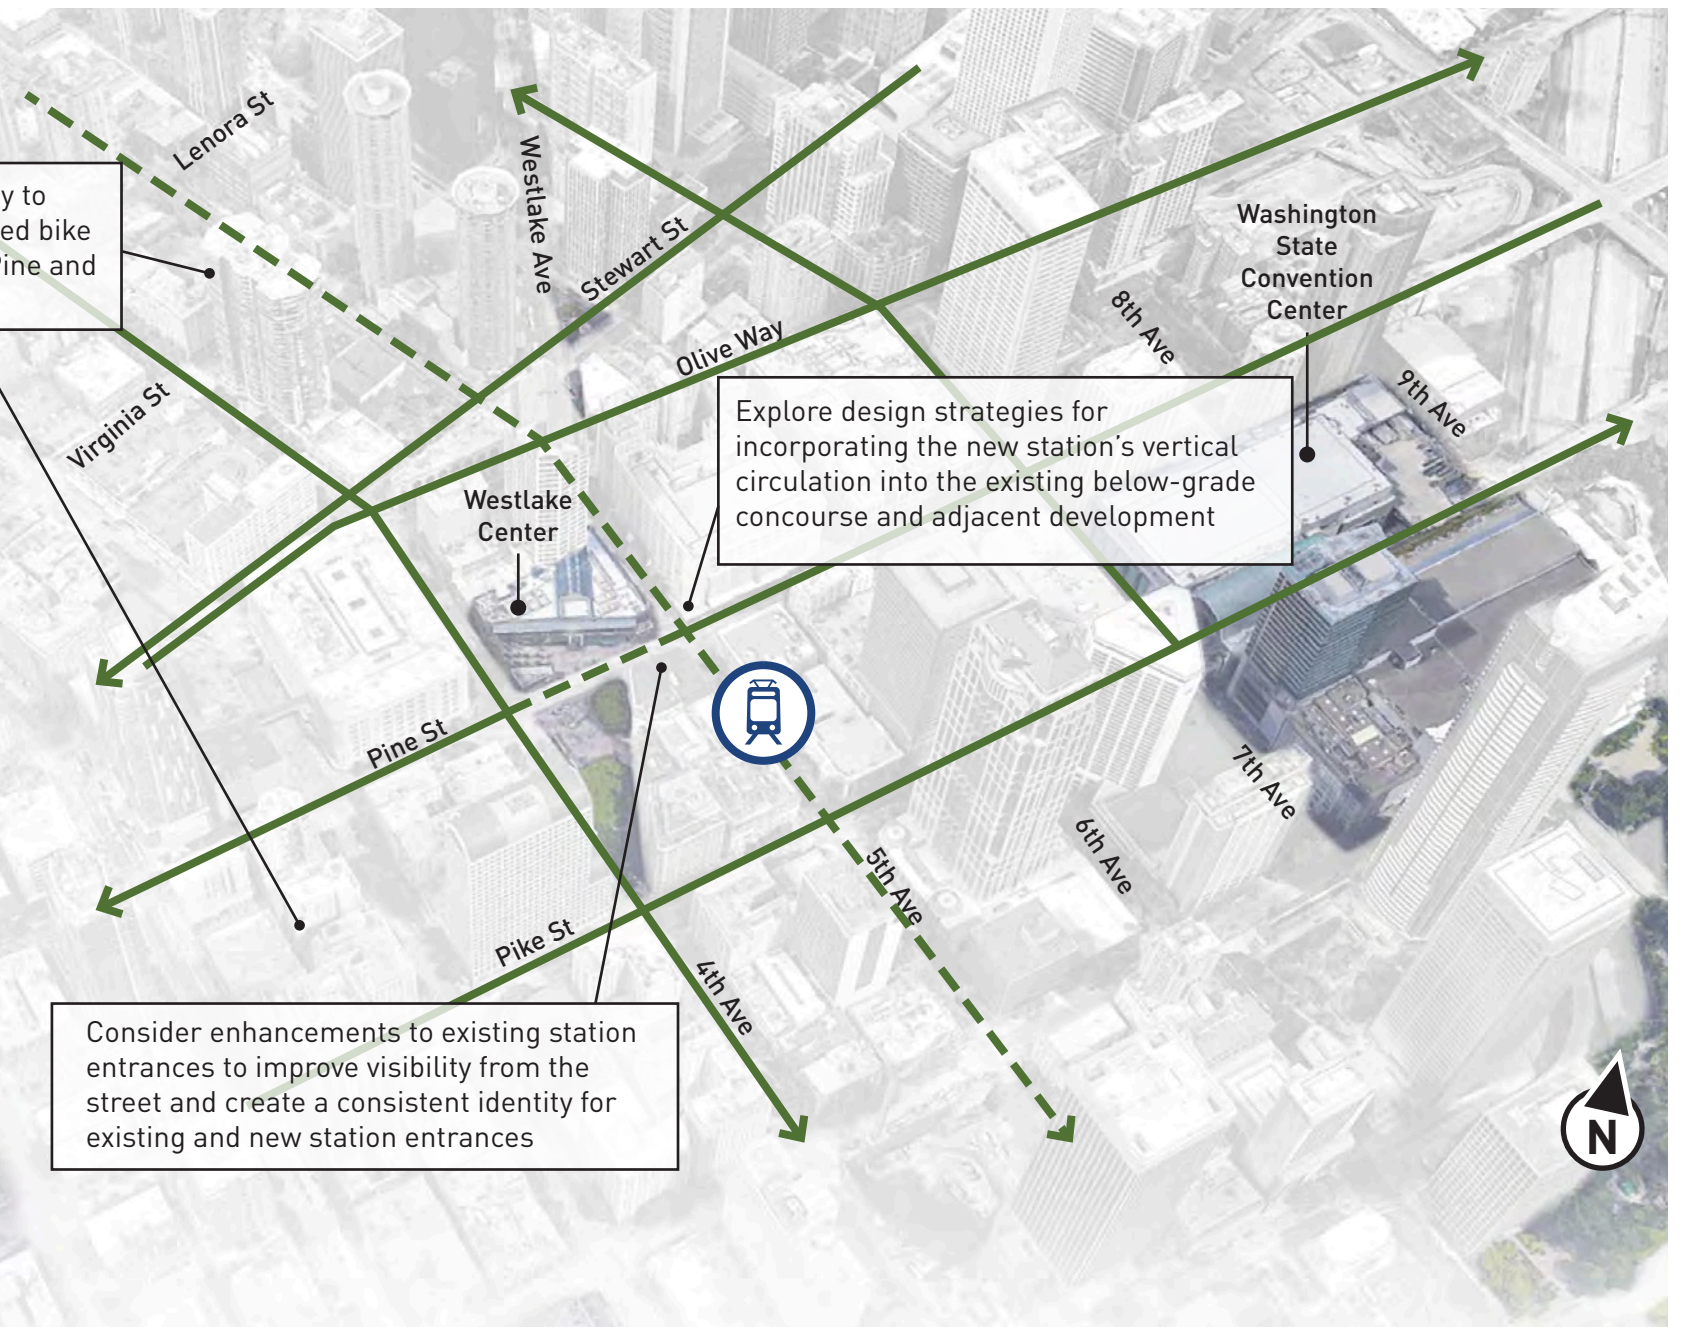 Lenora St
y to
ed bike
Pine and
Westlake Ave
Stewart St
Olive Way
Virginia St
Washington
State
Convention
Center
8th Ave
9th Ave
Explore design strategies for
incorporating the new station's vertical
circulation into the existing below-grade
concourse and adjacent development
Westlake
Center
Pine St
7th Ave
6th Ave
5th Ave
Pike St
4th Ave
Consider enhancements to existing station
entrances to improve visibility from the
street and create a consistent identity for
existing and new station entrances
N